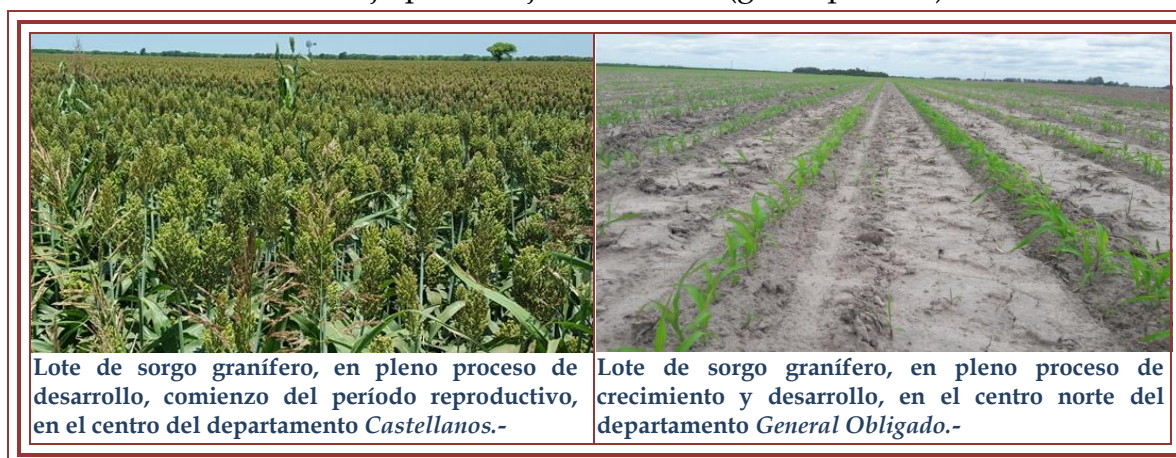 Lote de sorgo granífero, en pleno proceso de
desarrollo, comienzo del período reproductivo,
en el centro del departamento Castellanos.-
Lote de sorgo granífero, en pleno proceso de
crecimiento y desarrollo, en el centro norte del
departamento General Obligado.-